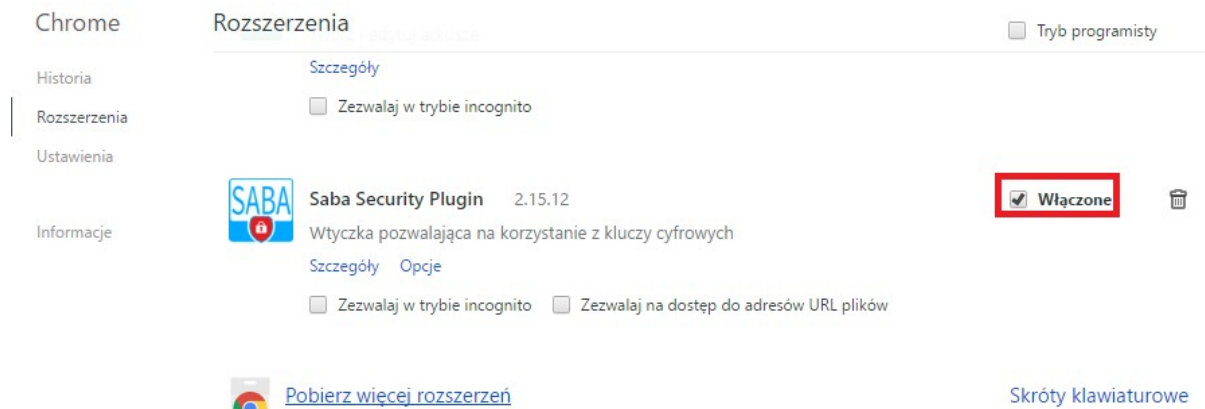 Chrome
Rozszerzenia
Tryb programisty
Historia
Rozszerzenia
Ustawienia
Informacje
Szczegóły
Zezwalaj w trybie incognito
SABA
Saba Security Plugin 2.15.12
Włączone
Wtyczka pozwalająca na korzystanie z kluczy cyfrowych
Szczegóły Opcje
Zezwalaj w trybie incognito Zezwalaj na dostęp do adresów URL plików
Pobierz więcej rozszerzeń
Skróty klawiaturowe